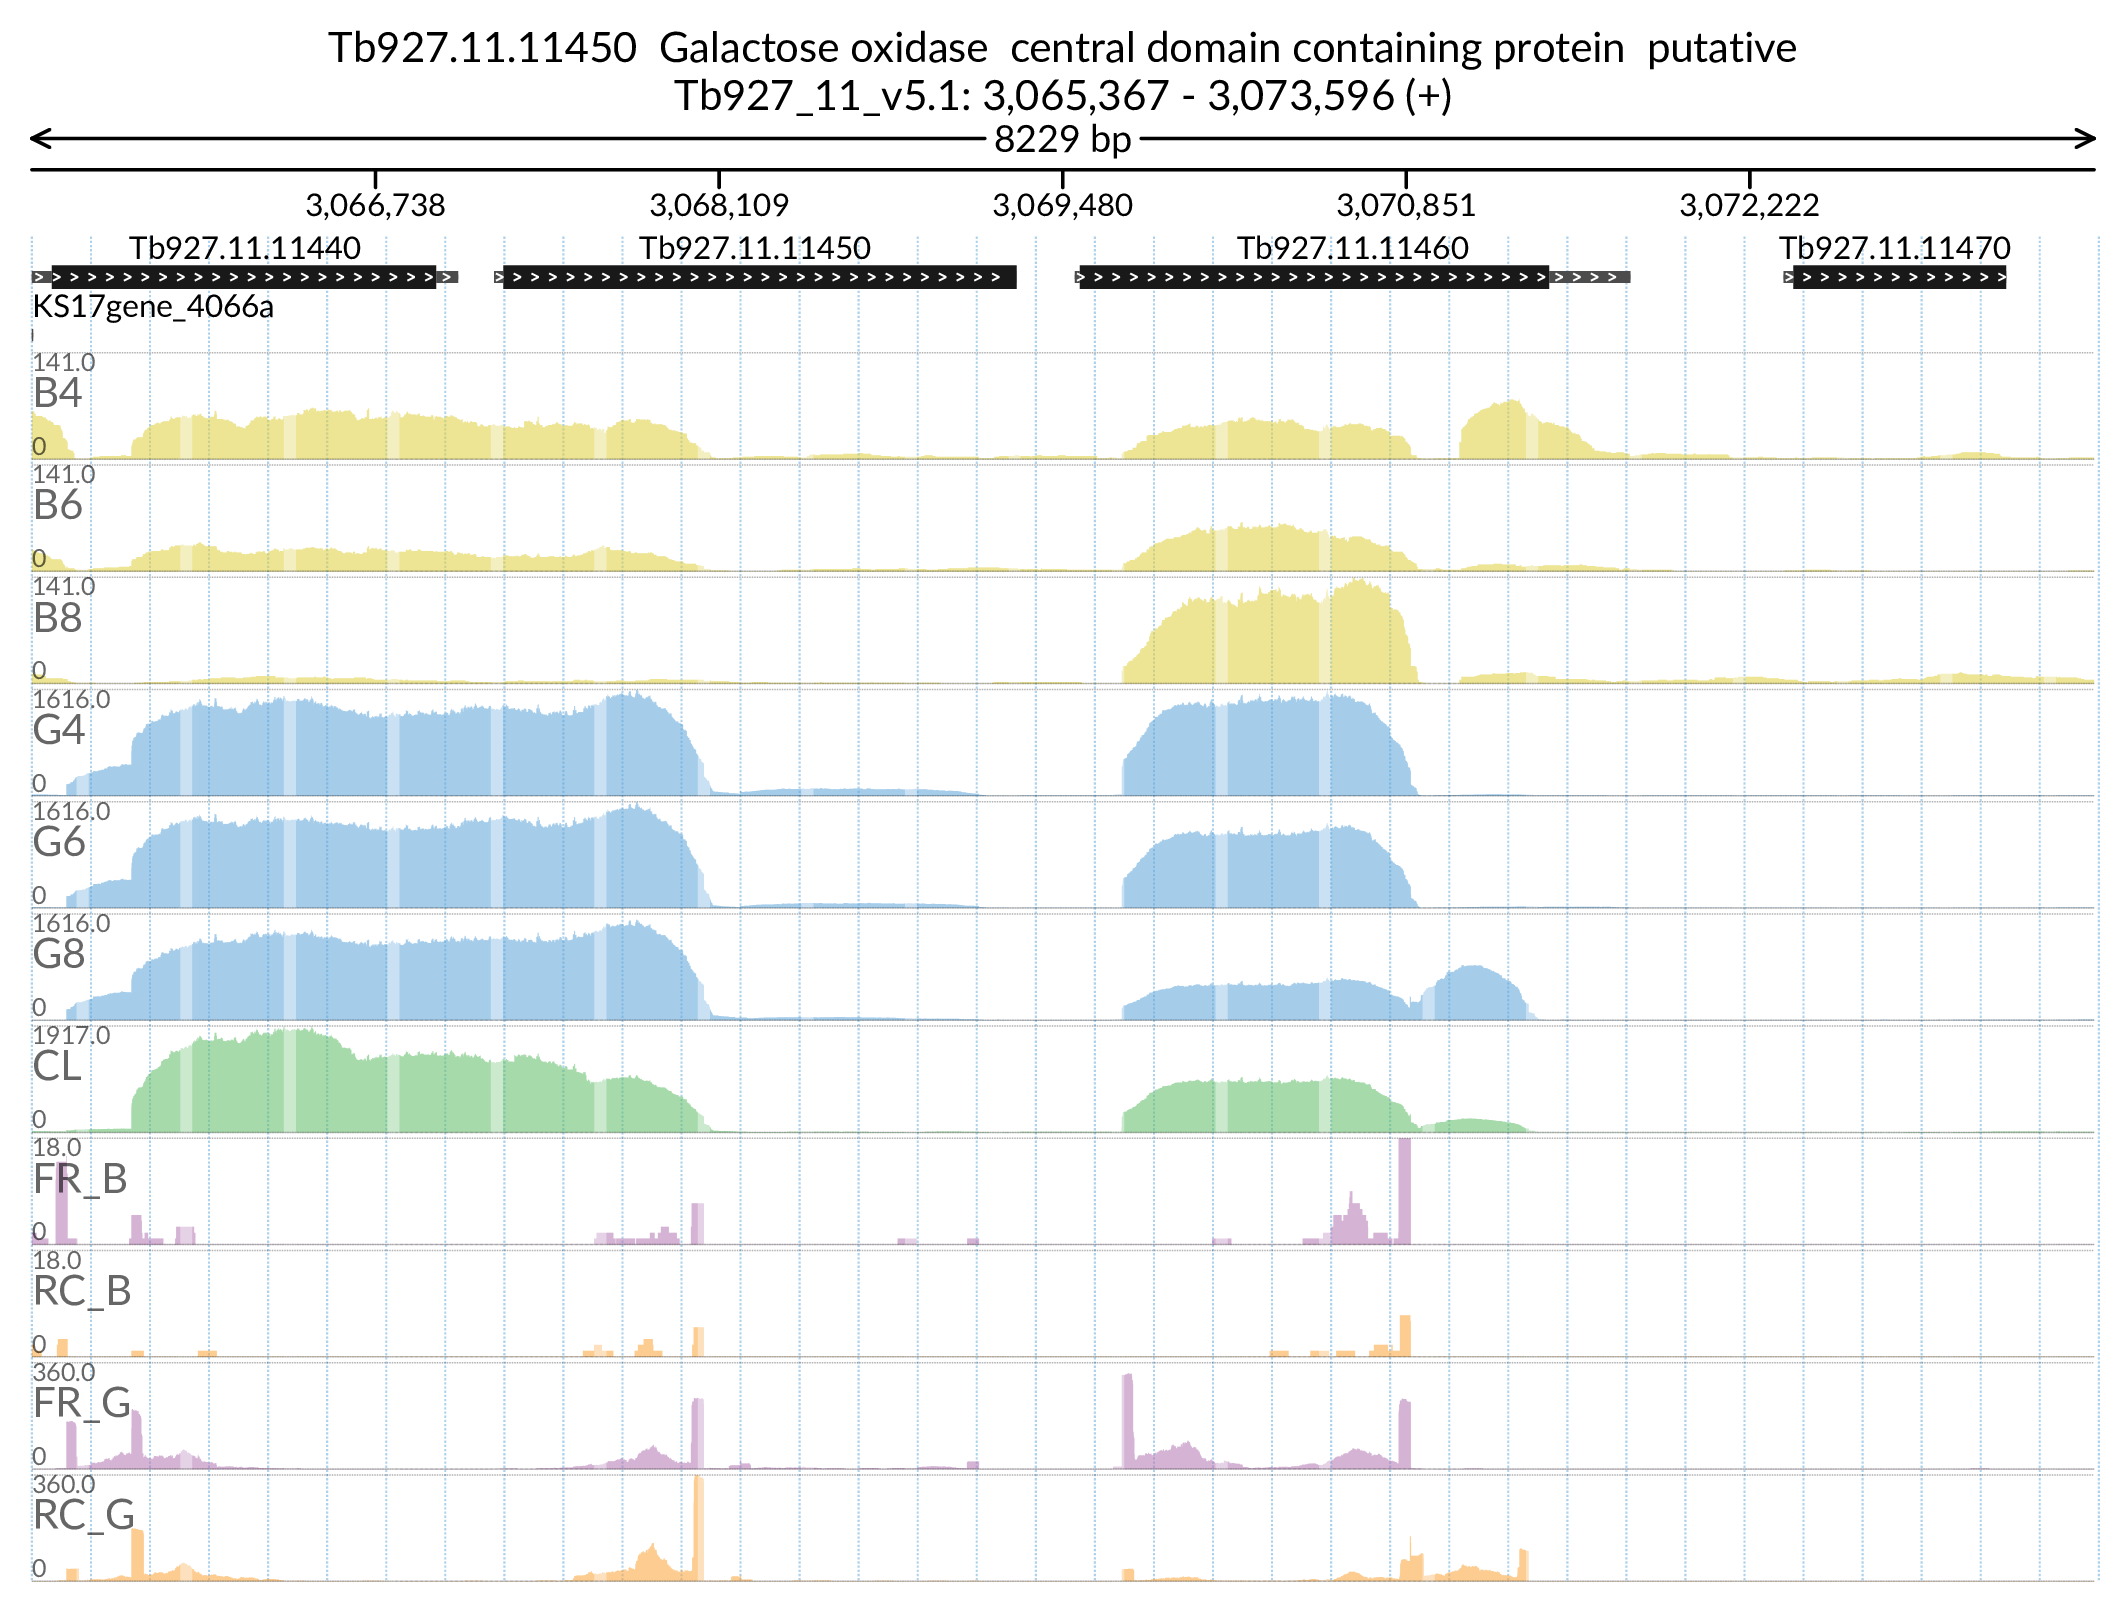 Tb927.11.11450  Galactose oxidase  central domain containing protein  putative
Tb927_11_v5.1: 3,065,367 - 3,073,596 (+)
8229 bp
3,066,738 3,068,109 3,069,480 3,070,851 3,072,222
Tb927.11.11440 Tb927.11.11450 Tb927.11.11460 Tb927.11.11470
KS17gene_4066a
141.0
B4
0
141.0
B6
0
141.0
B8
0
1616.0
G4
0
1616.0
G6
0
1616.0
G8
0
1917.0
CL
0
18.0
FR_B
0
18.0
RC_B
0
360.0
FR_G
0
360.0
RC_G
0